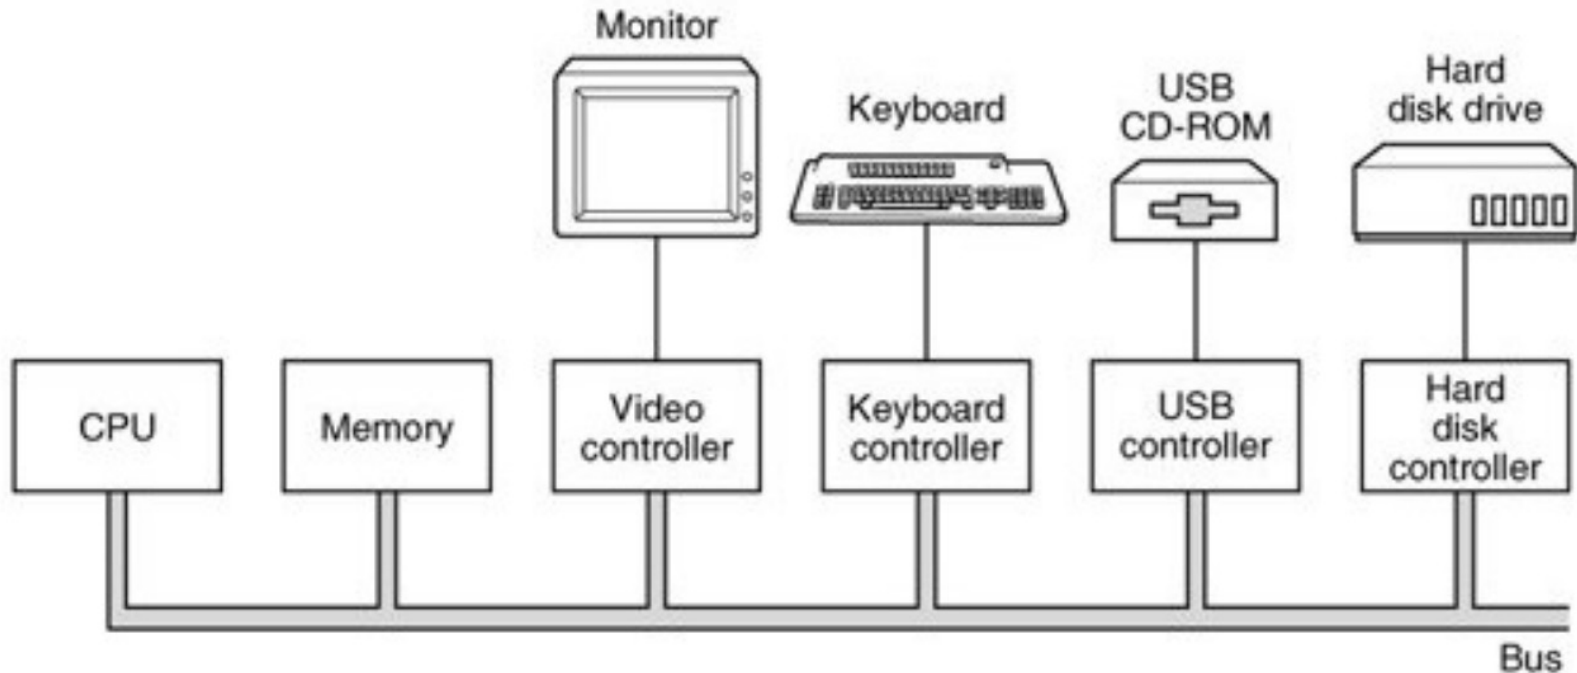 Monitor
Keyboard
USB
CD-ROM
Hard
disk drive
CPU
Memory
Video
controller
Keyboard
controller
USB
controller
Hard
disk
controller
Bus